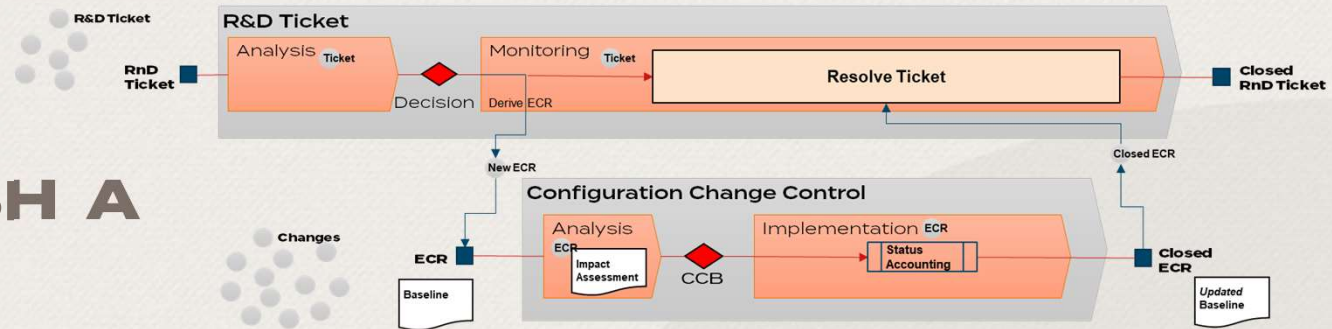 R&D Ticket
R&D Ticket
Analysis
Ticket
Monitoring
Ticket
RnD
Ticket
Resolve Ticket
Closed
RnD Ticket
Decision
Derive ECR
New ECR
Closed ECR
H A
Configuration Change Control
Changes
Analysis
ECR
Implementation
ECR
ECR
Impact
Assessment
Status
Accounting
Closed
ECR
CCB
Baseline
Updated
Baseline